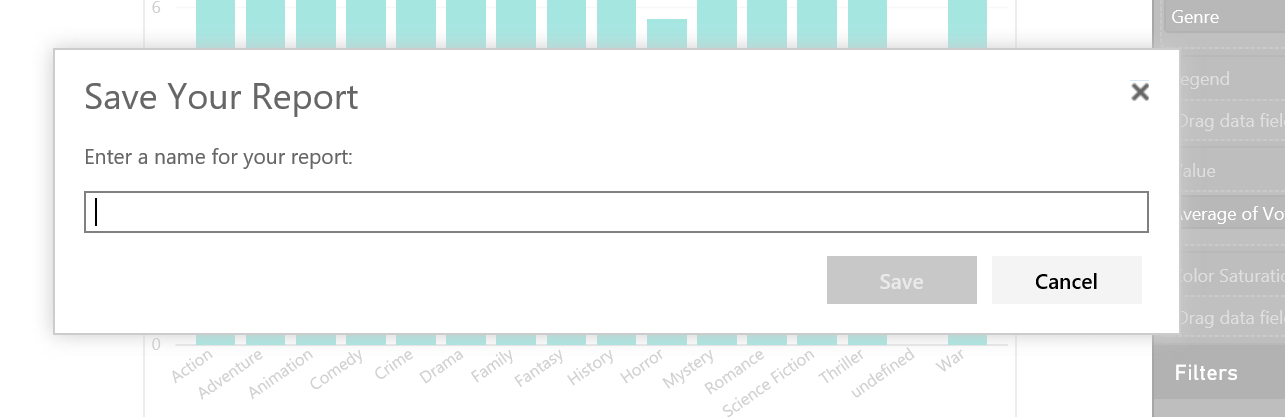 6
Genre
Save Your Report
egend
Enter a name for your report:
Drag data fiel
alue
Average of Vo
Save
Cancel
olor Saturatio
Drag data fiel
0
Action
Adventure
Animation
Comedy
Crime
Drama
Family
Fantasy
History
Horror
Mystery
Romance
Science Fiction
Thriller
undefined
War
Filters